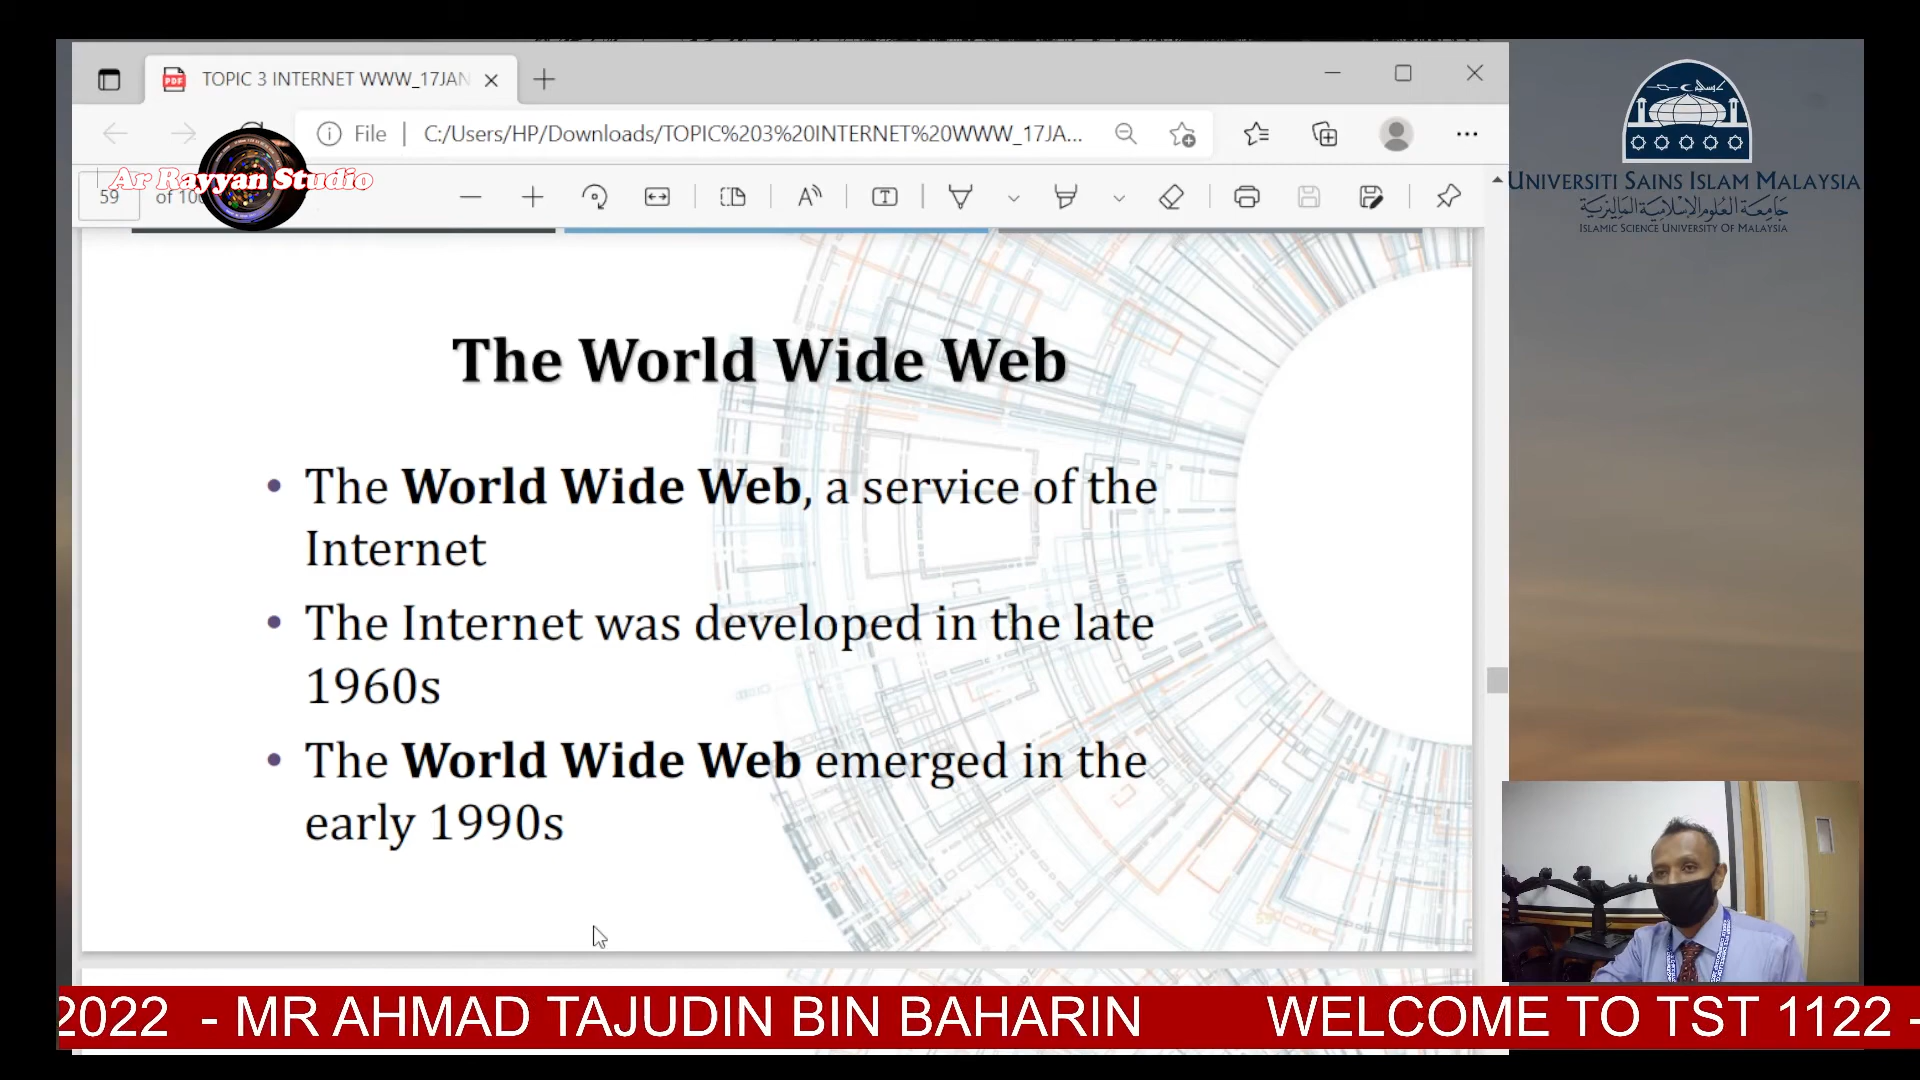 TOPIC 3 INTERNET WWW_17JAN
File
C:/Users/HP/Downloads/TOPIC%203%20INTERNET%20WWW_17JA...
Ar Rayyan Studio
59
UNIVERSITI SAINS ISLAM MALAYSIA
جامعة العلوم الإسلامية الماليزية
ISLAMIC SCIENCE UNIVERSITY OF MALAYSIA
The World Wide Web
• The World Wide Web, a service of the
Internet
• The Internet was developed in the late
1960s
• The World Wide Web emerged in the
early 1990s
2022 - MR AHMAD TAJUDIN BIN BAHARIN WELCOME TO TST 1122 -